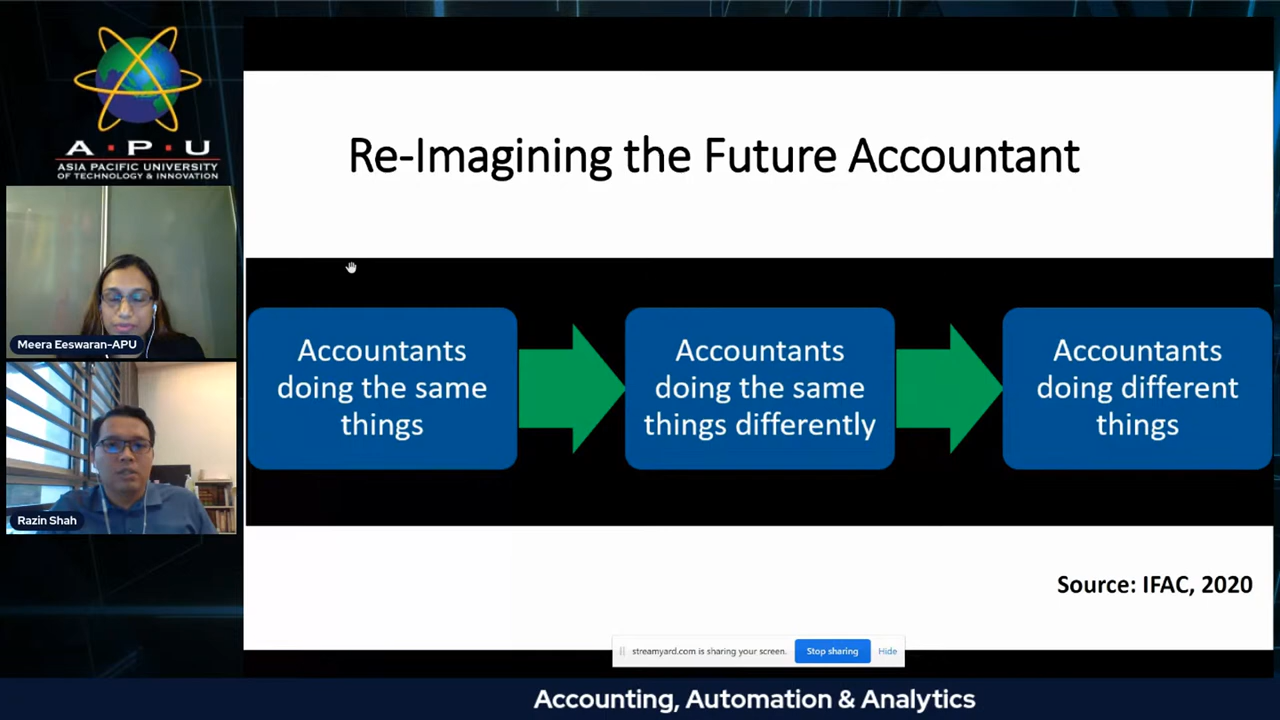 A·P·U
ASIA PACIFIC UNIVERSITY
OF TECHNOLOGY & INNOVATION
Meera Eeswaran-APU
Razin Shah
Re-Imagining the Future Accountant
Accountants
doing the same
things
Accountants
doing the same
things differently
Accountants
doing different
things
Source: IFAC, 2020
streamyard.com is sharing your screen.
Stop sharing
Hide
Accounting, Automation & Analytics